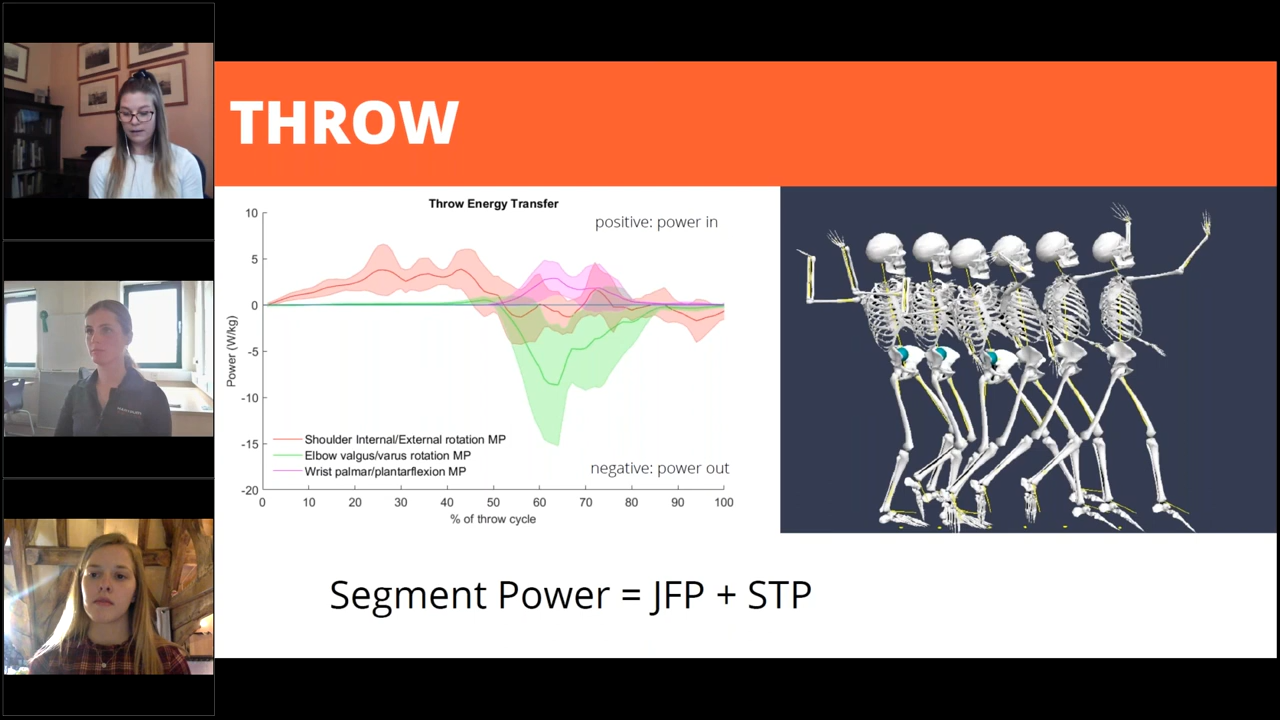 THROW
Throw Energy Transfer
positive: power in
10
5
0
-5
-10
-15
-20
Power (W/kg)
Shoulder Internal/External rotation MP
Elbow valgus/varus rotation MP
Wrist palmar/plantarflexion MP
negative: power out
0 10 20 30 40 50 60 70 80 90 100
% of throw cycle
Segment Power = JFP + STP